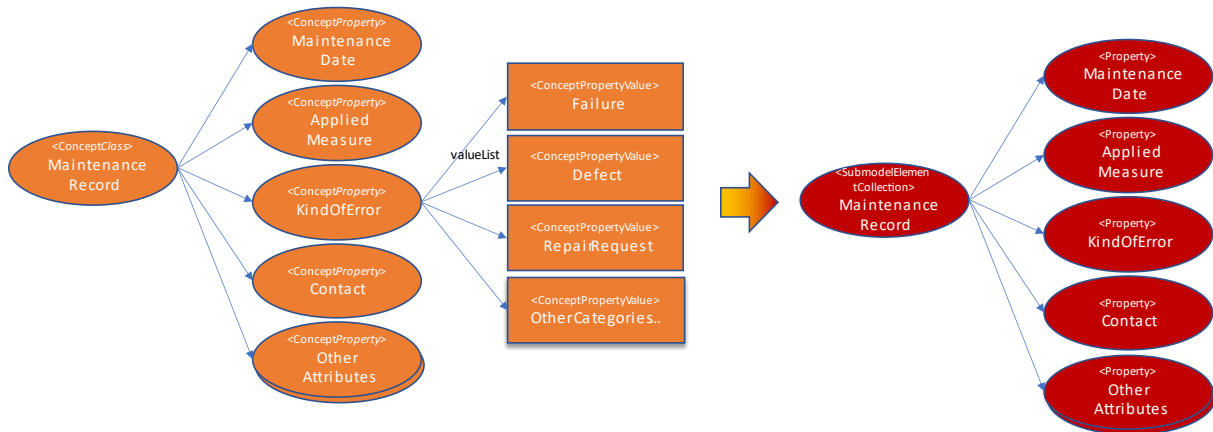 <ConceptClass>
Maintenance
Record
<ConceptProperty>
Maintenance
Date
<ConceptProperty>
Applied
Measure
<ConceptProperty>
KindOfError
<ConceptProperty>
Contact
<ConceptProperty>
Other
Attributes
valueList
<ConceptPropertyValue>
Failure
<ConceptPropertyValue>
Defect
<ConceptPropertyValue>
RepairRequest
<ConceptPropertyValue>
OtherCategories..
<SubmodelElemen
tCollection>
Maintenance
Record
<Property>
Maintenance
Date
<Property>
Applied
Measure
<Property>
KindOfError
<Property>
Contact
<Property>
Other
Attributes